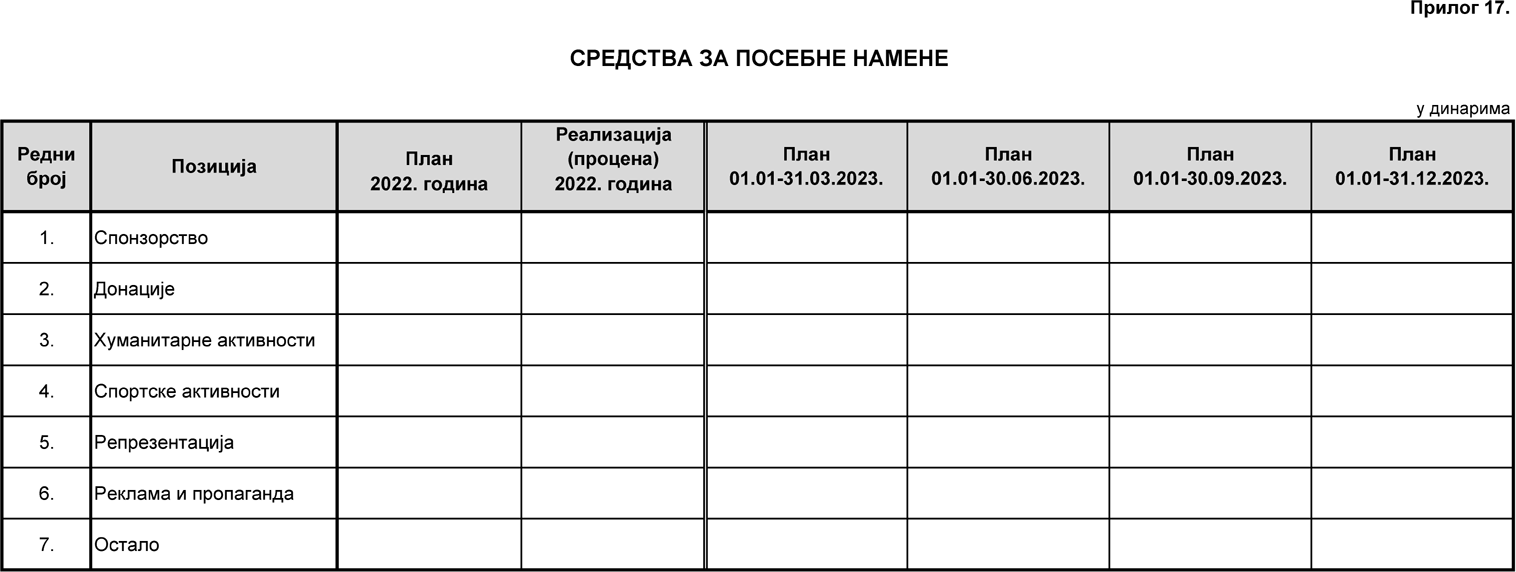 Прилог 17.
СРЕДСТВА ЗА ПОСЕБНЕ НАМЕНЕ
у динарима
Редни
број
Позиција
План
2022. година
Реализација
(процена)
2022. година
План
01.01-31.03.2023.
План
01.01-30.06.2023.
План
01.01-30.09.2023.
План
01.01-31.12.2023.
1. Спонзорство
2. Донације
3. Хуманитарне активности
4. Спортске активности
5. Репрезентација
6. Реклама и пропаганда
7. Остало